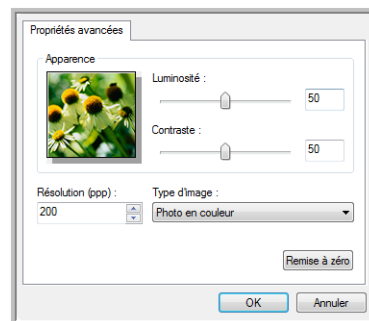 Propriétés avancées
Apparence
Luminosité :
50
Contraste :
50
Résolution (ppp) : Type d'image :
200 Photo en couleur
Remise à zéro
OK Annuler